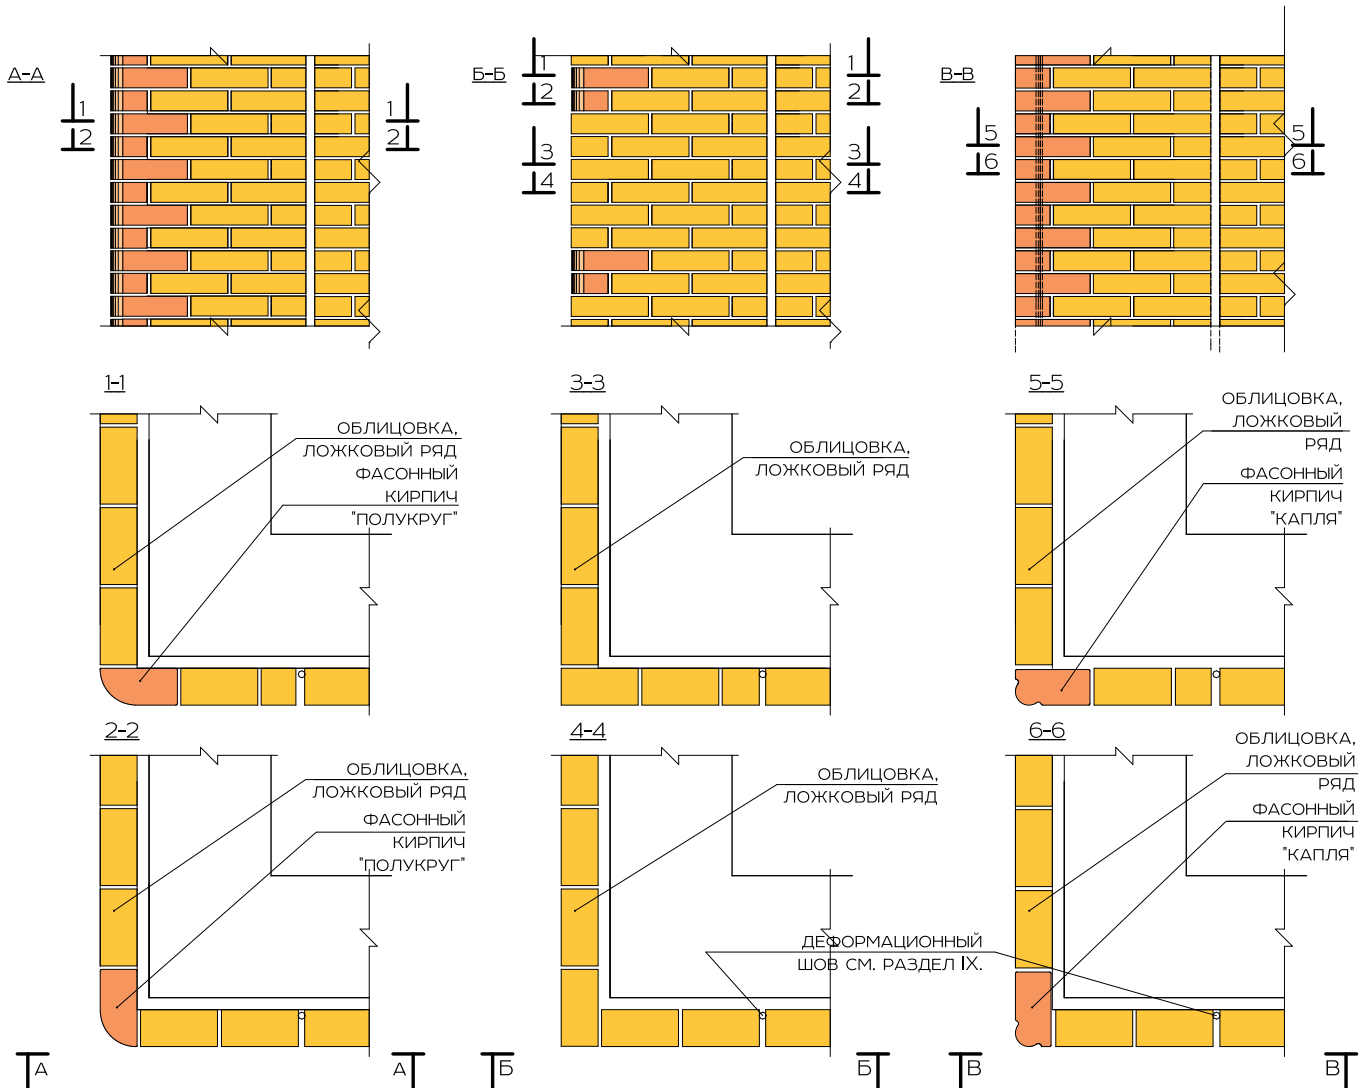 А-А
1
2
1
2
Б-Б
1
2
3
4
1
2
3
4
В-В
5
6
5
6
1-1
ОБЛИЦОВКА,
ЛОЖКОВЫЙ РЯД
ФАСОННЫЙ
КИРПИЧ
"ПОЛУКРУГ"
3-3
ОБЛИЦОВКА,
ЛОЖКОВЫЙ РЯД
5-5
ОБЛИЦОВКА,
ЛОЖКОВЫЙ
РЯД
ФАСОННЫЙ
КИРПИЧ
"КАПЛЯ"
2-2
ОБЛИЦОВКА,
ЛОЖКОВЫЙ РЯД
ФАСОННЫЙ
КИРПИЧ
"ПОЛУКРУГ"
4-4
ОБЛИЦОВКА,
ЛОЖКОВЫЙ РЯД
ДЕФОРМАЦИОННЫЙ
ШОВ СМ. РАЗДЕЛ IX.
6-6
ОБЛИЦОВКА,
ЛОЖКОВЫЙ
РЯД
ФАСОННЫЙ
КИРПИЧ
"КАПЛЯ"
А
А
Б
Б
В
В